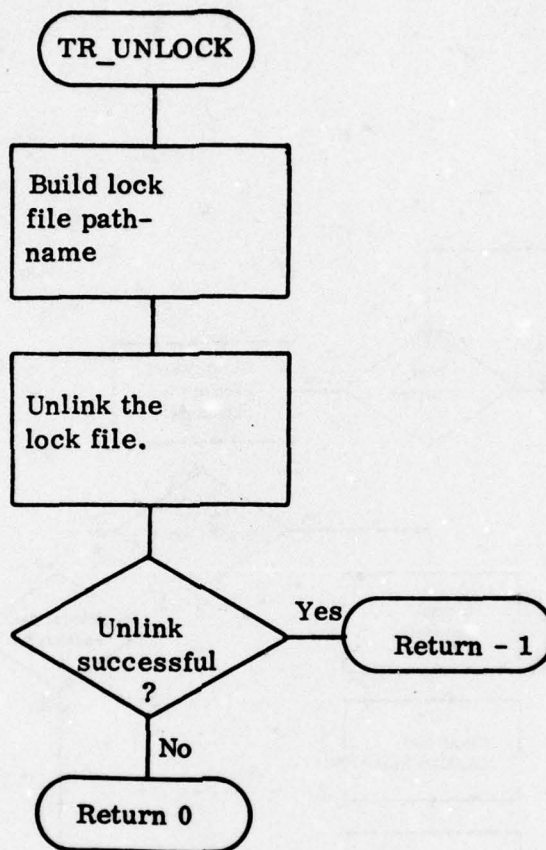 TR_UNLOCK
Build lock
file path-
name
Unlink the
lock file.
Unlink
successful
?
Yes
Return - 1
No
Return 0